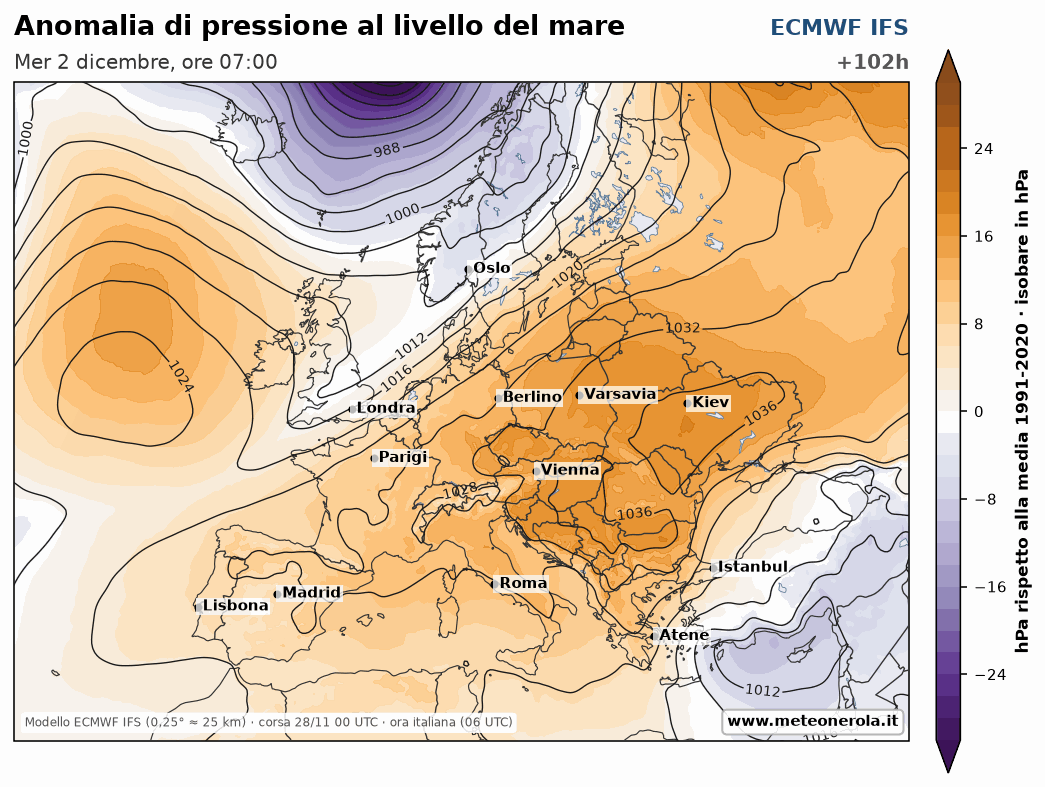 Anomalia di pressione al livello del mare
ECMWF IFS
Mer 2 dicembre, ore 07:00
+102h
1000
988
1000
Oslo
1020
1032
1012
1016
1024
Londra
Berlino
Varsavia
Kiev
1036
Parigi
Vienna
1028
1036
Istanbul
Roma
Madrid
Lisbona
Atene
1012
1016
Modello ECMWF IFS (0,25° ≈ 25 km) · corsa 28/11 00 UTC · ora italiana (06 UTC)
www.meteonerola.it
24
16
8
0
−8
−16
−24
hPa rispetto alla media 1991-2020 · isobare in hPa